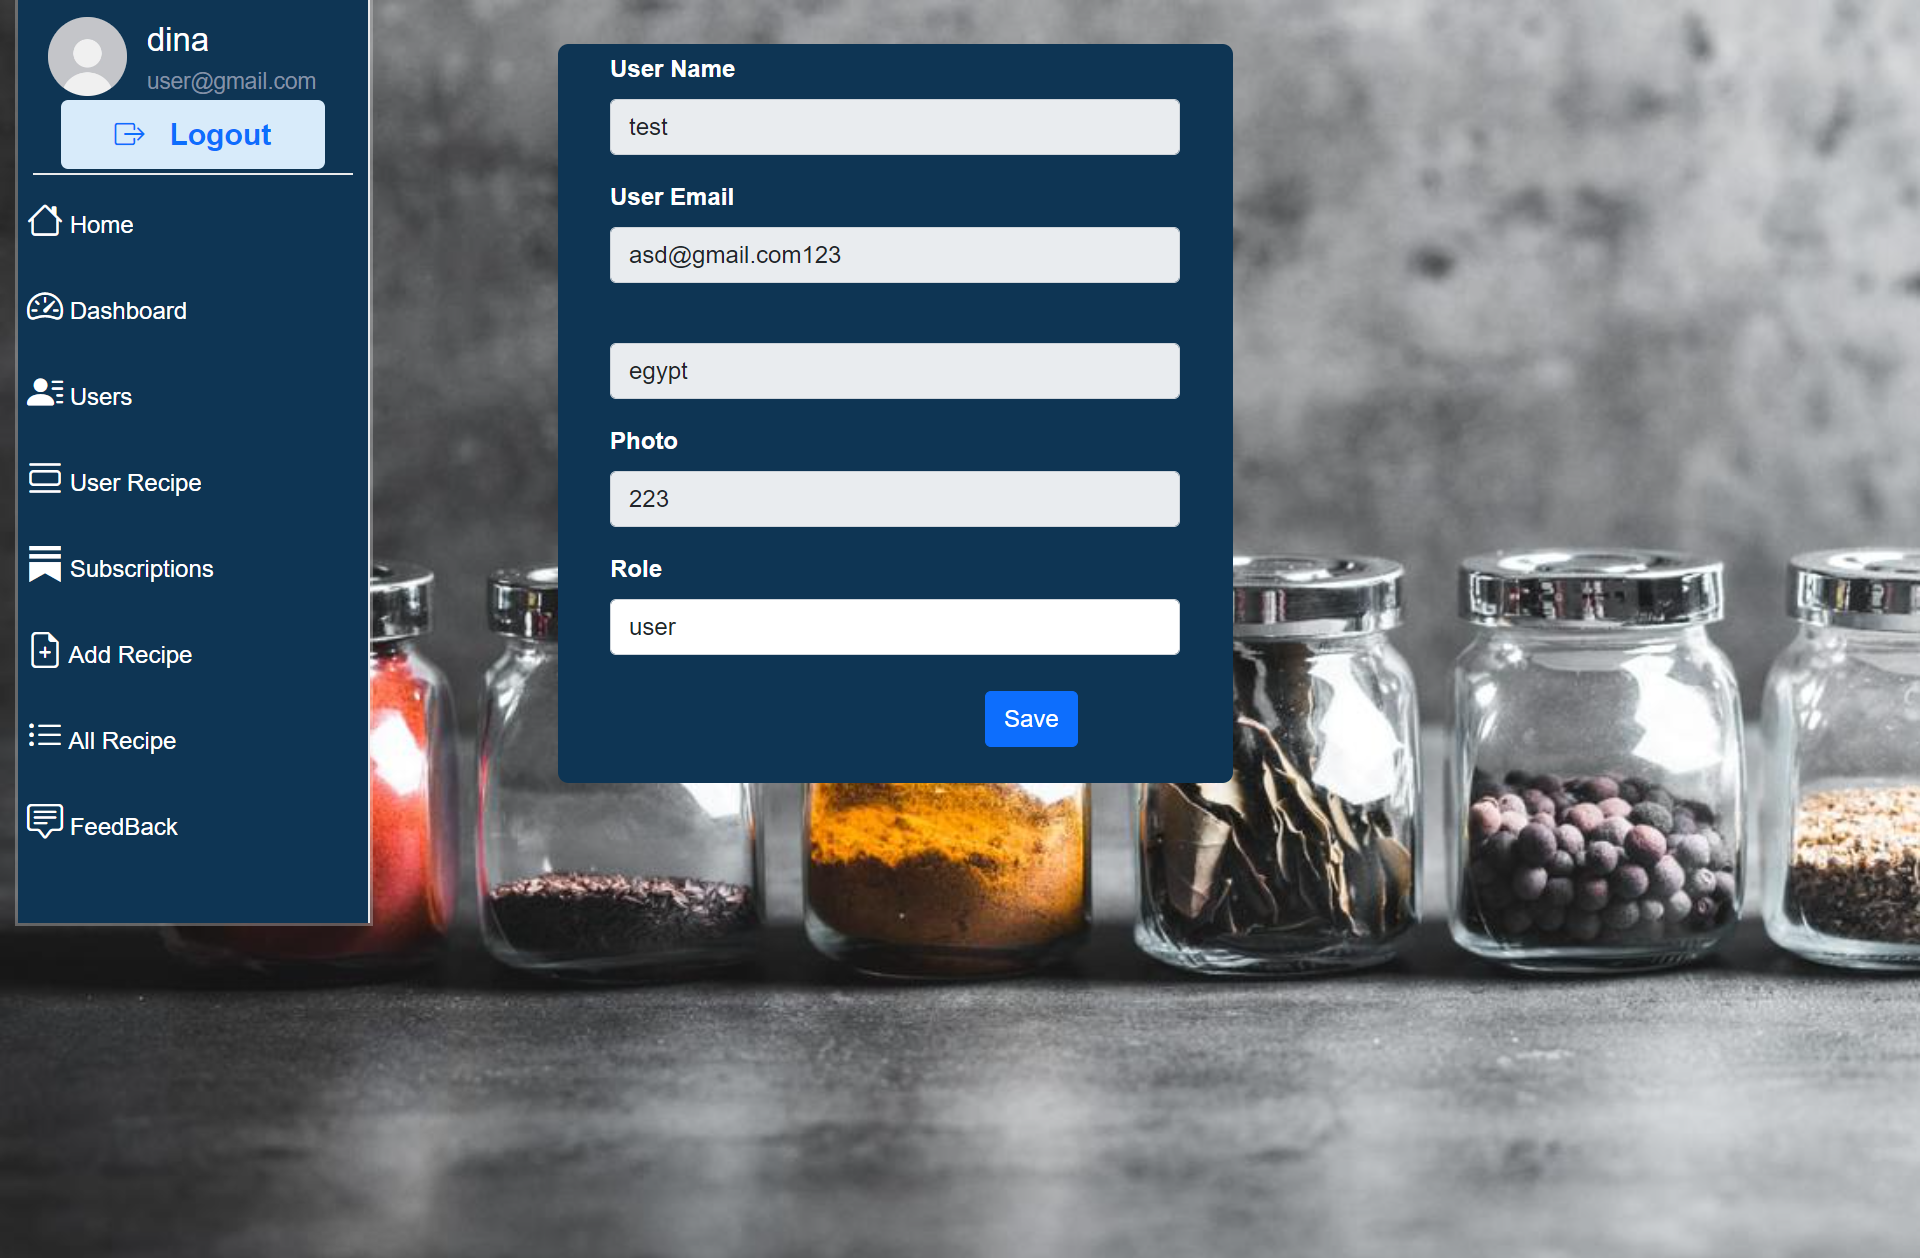 dina
user@gmail.com
Logout
Home
Dashboard
Users
User Recipe
Subscriptions
Add Recipe
All Recipe
FeedBack
User Name
test
User Email
asd@gmail.com123
egypt
Photo
223
Role
user
Save